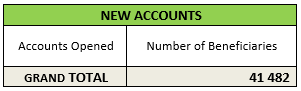 NEW ACCOUNTS
Accounts Opened Number of Beneficiaries
GRAND TOTAL 41 482